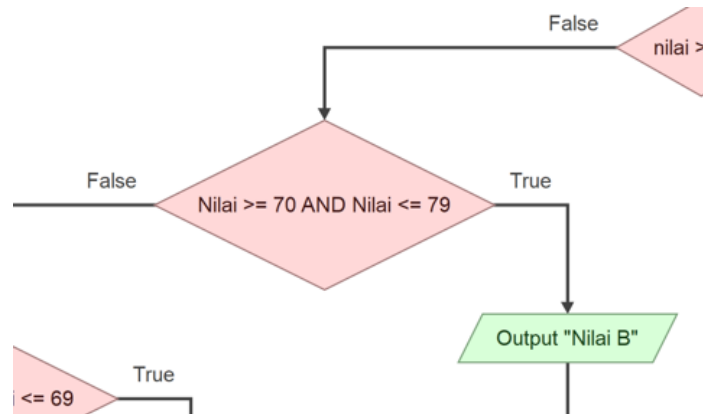 False
nilai >
False
Nilai >= 70 AND Nilai <= 79
True
Output "Nilai B"
True
<= 69